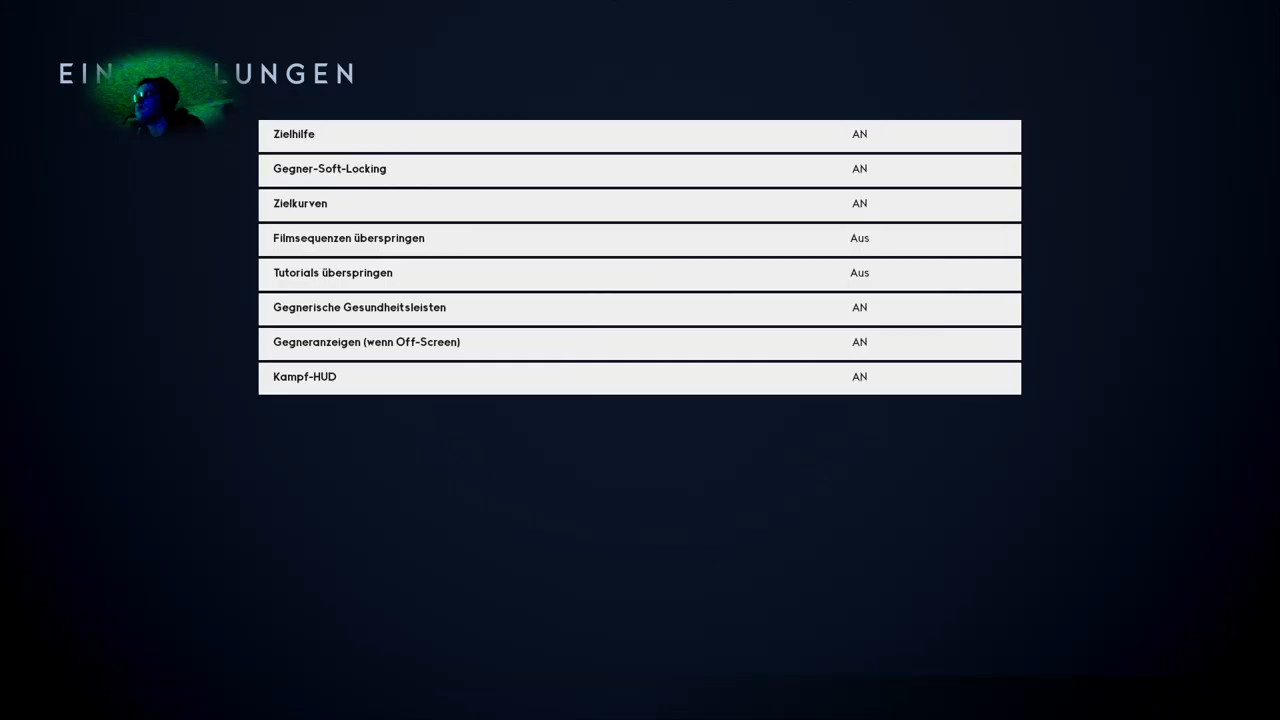 EIN LUNGEN
Zielhilfe AN
Gegner-Soft-Locking AN
Zielkurven AN
Filmsequenzen überspringen Aus
Tutorials überspringen Aus
Gegnerische Gesundheitsleisten AN
Gegneranzeigen (wenn Off-Screen) AN
Kampf-HUD AN